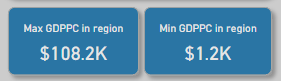 Max GDPPC in region
$108.2K
Min GDPPC in region
$1.2K